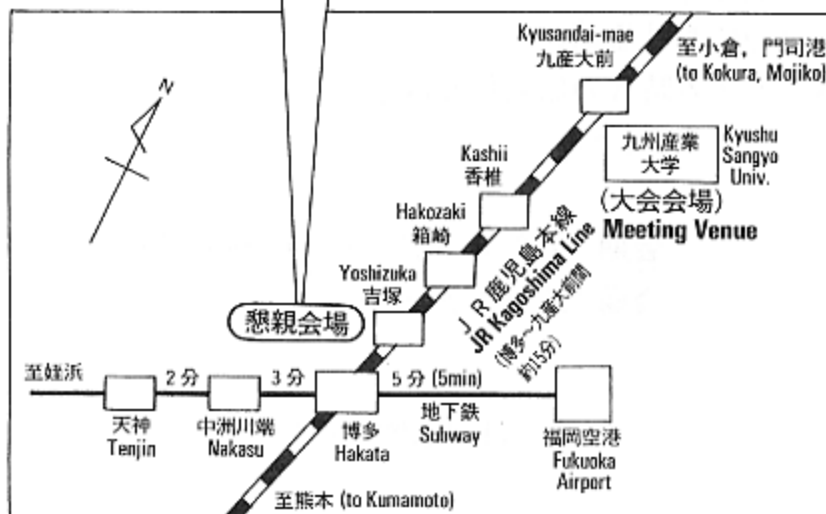 Kyusandai-mae
九産大前
至小倉，門司港
(to Kokura, Mojiko)
N
九州産業
大学
Kyushu
Sangyo
Univ.
(大会会場)
Meeting Venue
Kashii
香椎
Hakozaki
箱崎
Yoshizuka
吉塚
ＪＲ鹿児島本線
JR Kagoshima Line
(博多〜九産大前間
約15分)
懇親会場
至姪浜
2分
3分
5分 (5min)
天神
Tenjin
中洲川端
Nakasu
博多
Hakata
地下鉄
Subway
福岡空港
Fukuoka
Airport
至熊本 (to Kumamoto)